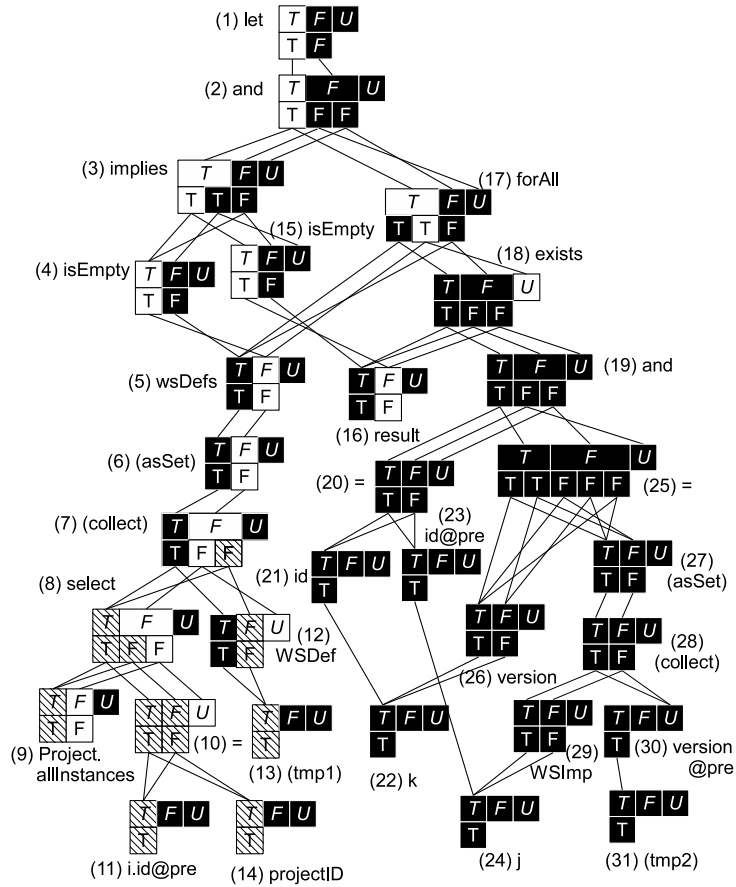 (1) let
T F U
T F
(2) and
T F U
T F F
(3) implies
T F U
T T F
(17) forAll
T F U
T T F
(15) isEmpty
T F U
T F
(4) isEmpty
T F U
T F
(18) exists
T F U
T F F
(5) wsDefs
T F U
T F
(16) result
T F U
T F
(19) and
T F U
T F F
(6) (asSet)
T F U
T F
(20) =
T F U
T F
(25) =
T F U
T T F F F
(7) (collect)
T F U
T F F
(23)
id@pre
T F U
T
(21) id
T F U
T
(27)
(asSet)
T F U
T F
(8) select
T F U
T F F
(12)
WSDef
T F U
T F
(26) version
T F U
T F
(28)
(collect)
T F U
T F
(9) Project.
allInstances
T F U
T F
(10) =
T F U
T F
(13) (tmp1)
T F U
T
(22) k
T F U
T
(29)
WSImp
T F U
T F
(30) version
@pre
T F U
T
(11) i.id@pre
T F U
T
(14) projectID
T F U
T
(24) j
T F U
T
(31) (tmp2)
T F U
T